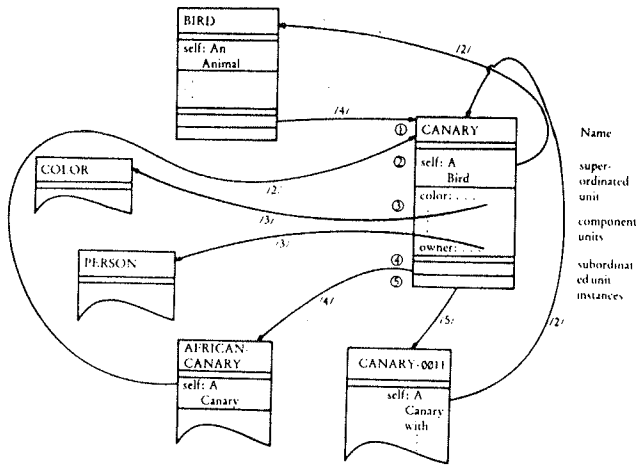 BIRD
self: An
Animal
/2/
/4/
①
CANARY
Name
②
self: A
Bird
super-
ordinated
unit
COLOR
/2/
③
color: . . .
/3/
component
units
/3/
owner: . . .
PERSON
④
subordinat
ed unit
⑤
instances
/4/
/5/
/2/
AFRICAN-
CANARY
CANARY-0011
self: A
Canary
self: A
Canary
with